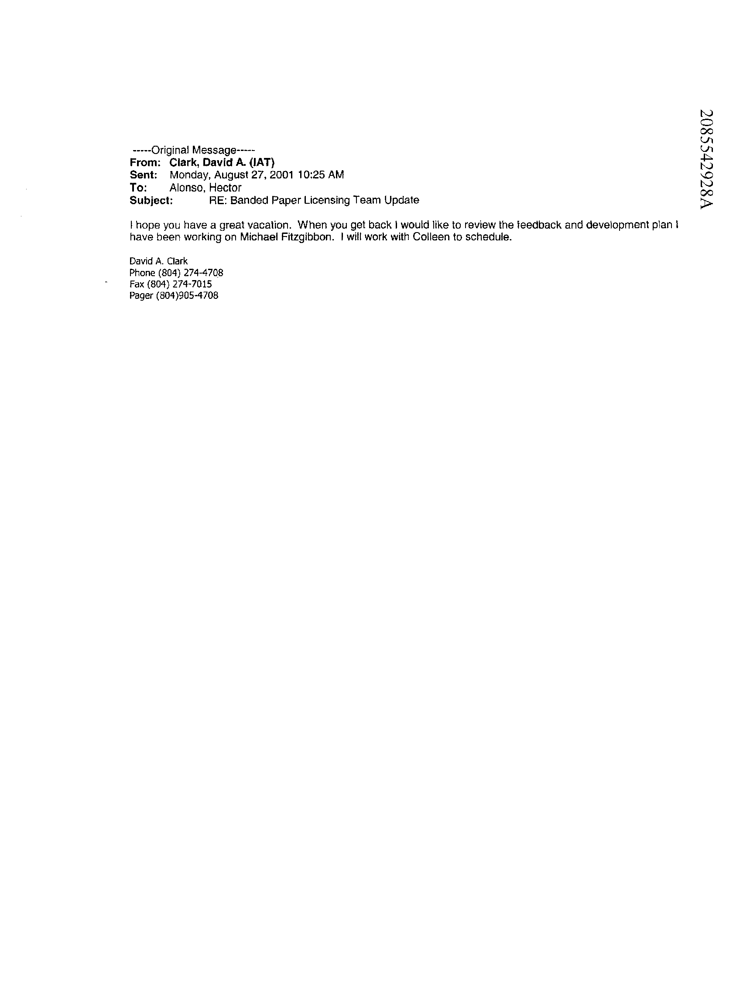 -----Original Message-----
From: Clark, David A. (IAT)
Sent: Monday, August 27, 2001 10:25 AM
To: Alonso, Hector
Subject: RE: Banded Paper Licensing Team Update
I hope you have a great vacation. When you get back I would like to review the feedback and development plan I
have been working on Michael Fitzgibbon. I will work with Colleen to schedule.
David A. Clark
Phone (804) 274-4708
Fax (804) 274-7015
Pager (804)905-4708
2085542928A